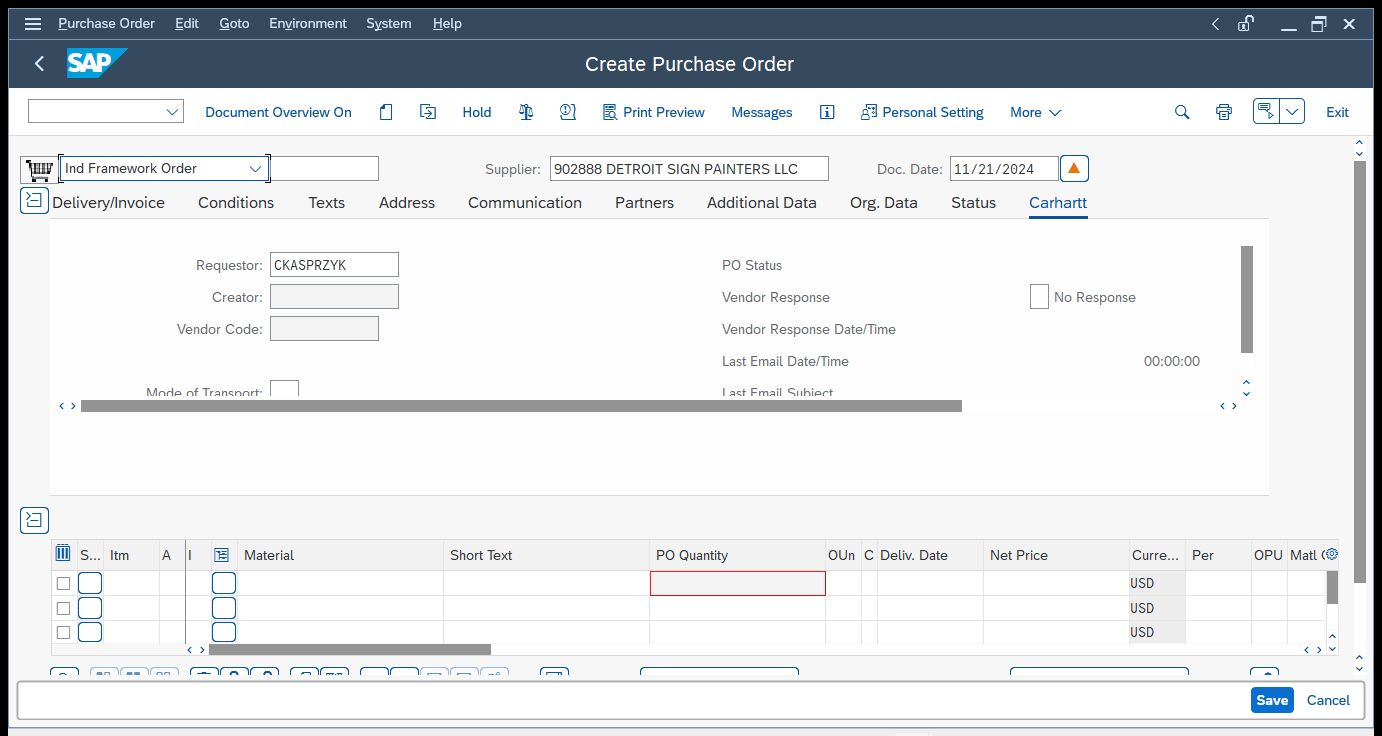 Purchase Order Edit Goto Environment System Help
SAP Create Purchase Order
Document Overview On Hold Print Preview Messages Personal Setting More Exit
Ind Framework Order Supplier: 902888 DETROIT SIGN PAINTERS LLC Doc. Date: 11/21/2024
Delivery/Invoice Conditions Texts Address Communication Partners Additional Data Org. Data Status Carhartt
Requestor: CKASPRZYK PO Status
Creator: Vendor Response No Response
Vendor Code: Vendor Response Date/Time
Last Email Date/Time 00:00:00
Mode of Transport: Last Email Subject
S... Itm A I Material Short Text PO Quantity OUn C Deliv. Date Net Price Curre... Per OPU Matl
USD
USD
USD
Save Cancel